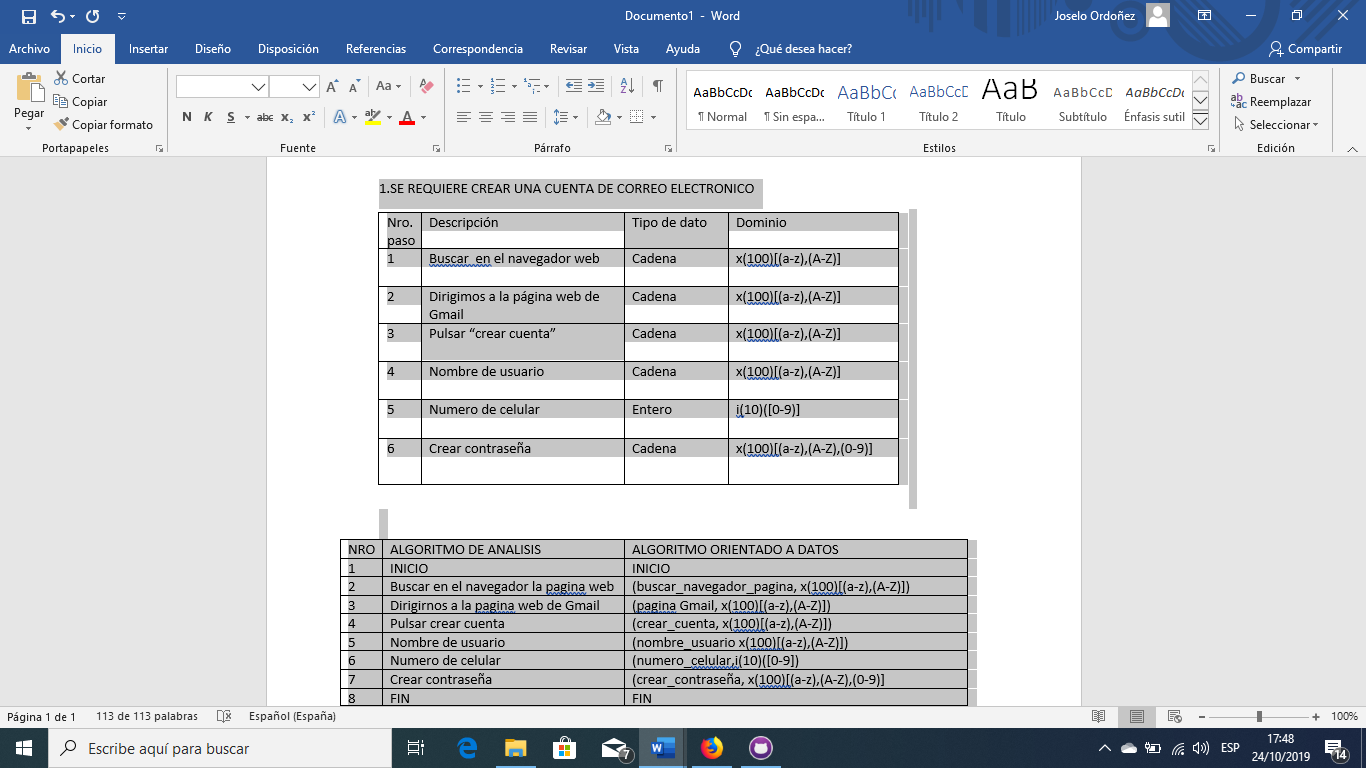 Documento1 - Word
Joselo Ordoñez
Archivo Inicio Insertar Diseño Disposición Referencias Correspondencia Revisar Vista Ayuda ¿Qué desea hacer? Compartir
Pegar
Cortar
Copiar
Copiar formato
Portapapeles
Aa
N K S abc x₂ x² A aby A
Fuente
Párrafo
AaBbCcDc AaBbCcDc AaBbCc AaBbCcC AaB AaBbCcD AaBbCcDc
¶ Normal ¶ Sin espa... Título 1 Título 2 Título Subtítulo Énfasis sutil
Estilos
Buscar
Reemplazar
Seleccionar
Edición
1.SE REQUIERE CREAR UNA CUENTA DE CORREO ELECTRONICO
Nro. paso Descripción Tipo de dato Dominio
1 Buscar en el navegador web Cadena x(100)[(a-z),(A-Z)]
2 Dirigimos a la página web de Gmail Cadena x(100)[(a-z),(A-Z)]
3 Pulsar “crear cuenta” Cadena x(100)[(a-z),(A-Z)]
4 Nombre de usuario Cadena x(100)[(a-z),(A-Z)]
5 Numero de celular Entero i(10)([0-9)]
6 Crear contraseña Cadena x(100)[(a-z),(A-Z),(0-9)]
NRO ALGORITMO DE ANALISIS ALGORITMO ORIENTADO A DATOS
1 INICIO INICIO
2 Buscar en el navegador la pagina web (buscar_navegador_pagina, x(100)[(a-z),(A-Z)])
3 Dirigirnos a la pagina web de Gmail (pagina Gmail, x(100)[(a-z),(A-Z)])
4 Pulsar crear cuenta (crear_cuenta, x(100)[(a-z),(A-Z)])
5 Nombre de usuario (nombre_usuario x(100)[(a-z),(A-Z)])
6 Numero de celular (numero_celular,i(10)([0-9])
7 Crear contraseña (crear_contraseña, x(100)[(a-z),(A-Z),(0-9)]
8 FIN FIN
Página 1 de 1 113 de 113 palabras Español (España) 100%
Escribe aquí para buscar
7
ESP
17:48
24/10/2019
14